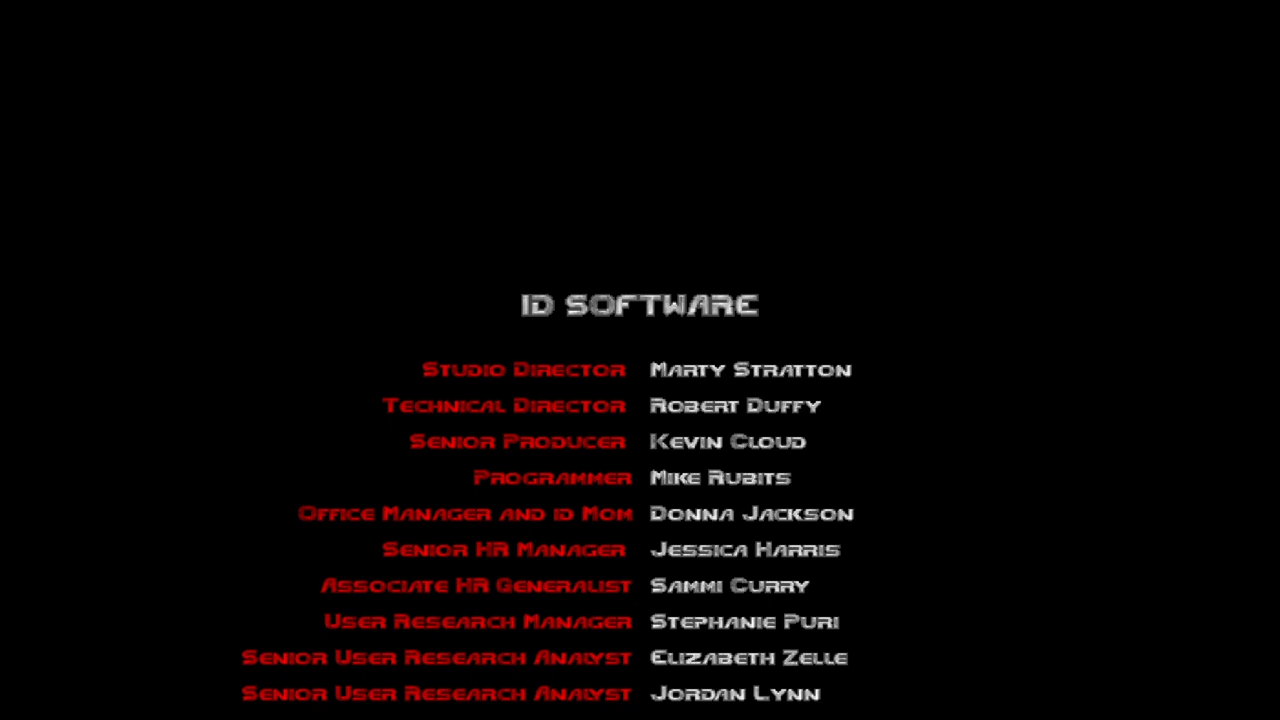 ID SOFTWARE
STUDIO DIRECTOR MARTY STRATTON
TECHNICAL DIRECTOR ROBERT DUFFY
SENIOR PRODUCER KEVIN CLOUD
PROGRAMMER MIKE RUBITS
OFFICE MANAGER AND ID MOM DONNA JACKSON
SENIOR HR MANAGER JESSICA HARRIS
ASSOCIATE HR GENERALIST SAMMI CURRY
USER RESEARCH MANAGER STEPHANIE PURI
SENIOR USER RESEARCH ANALYST ELIZABETH ZELLE
SENIOR USER RESEARCH ANALYST JORDAN LYNN